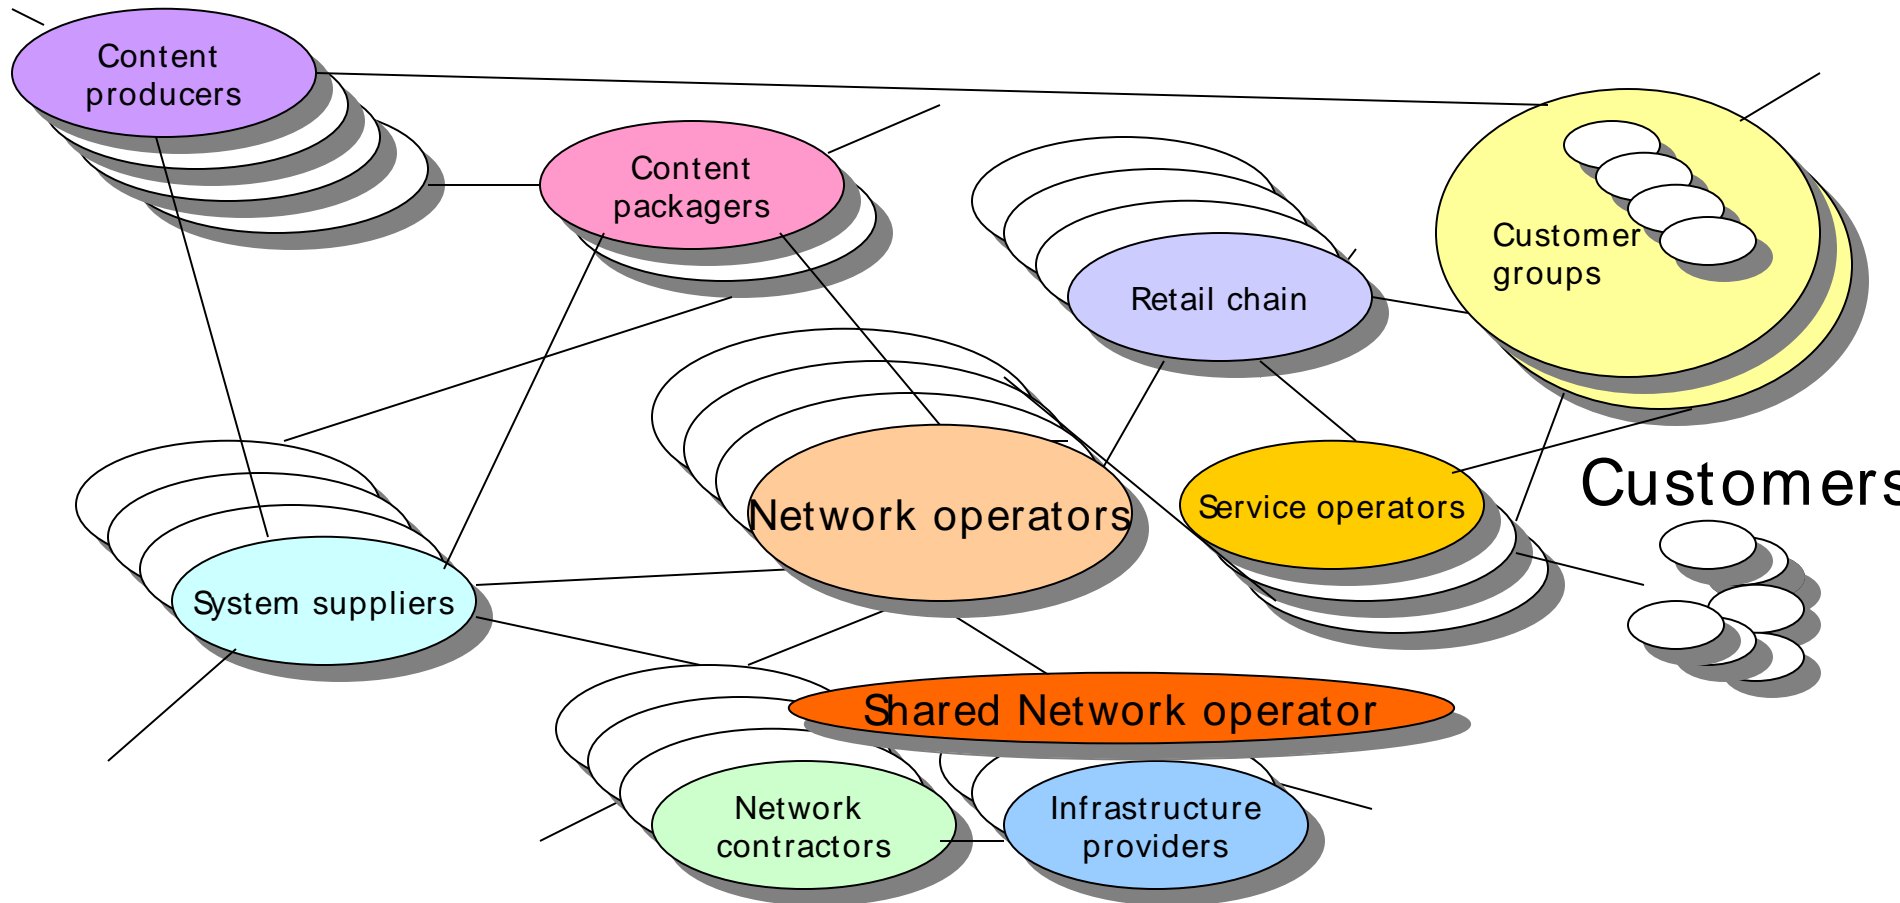 Content
producers
Content
packagers
Customer
groups
Retail chain
Customers
Network operators
Service operators
System suppliers
Shared Network operator
Network
contractors
Infrastructure
providers